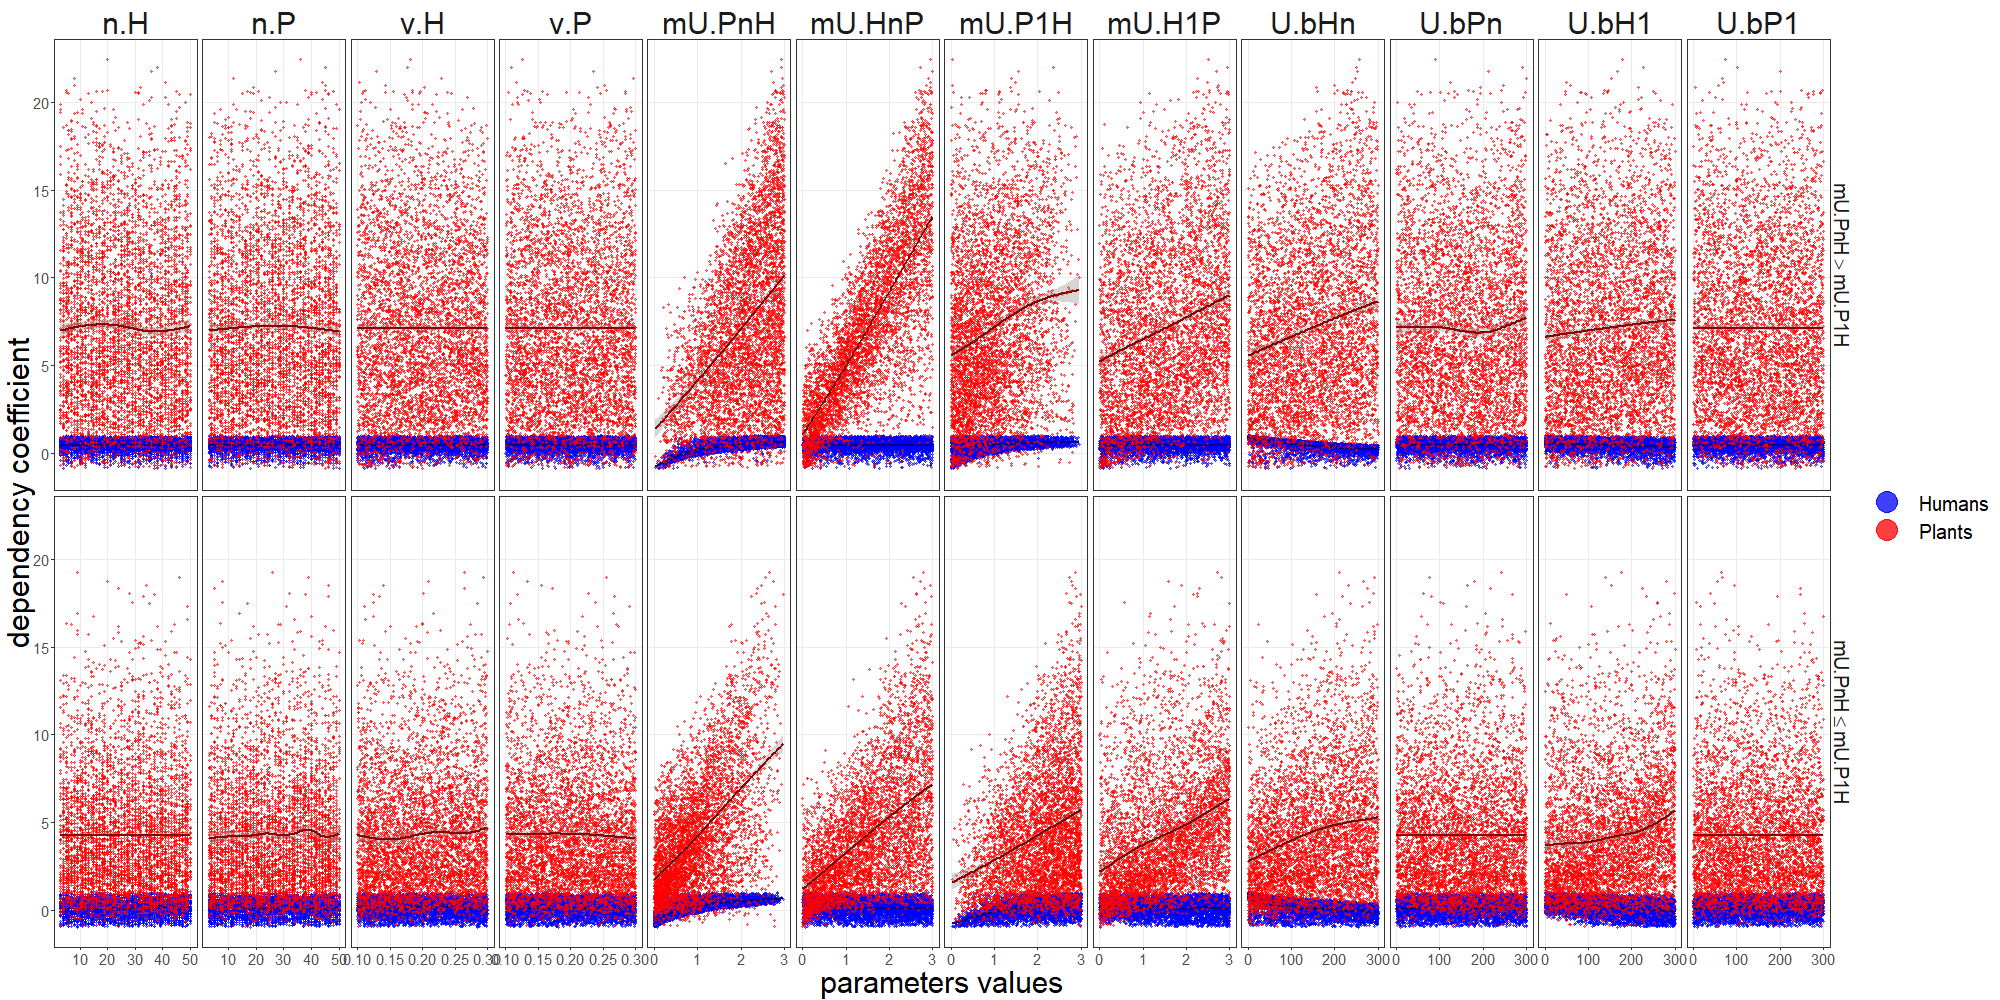 n.H n.P v.H v.P mU.PnH mU.HnP mU.P1H mU.H1P U.bHn U.bPn U.bH1 U.bP1
20
15
10
5
0
mU.PnH > mU.P1H
dependency coefficient
20
15
10
5
0
mU.PnH ≤ mU.P1H
Humans
Plants
10 20 30 40 50 10 20 30 40 50 0.10 0.15 0.20 0.25 0.30 0.10 0.15 0.20 0.25 0.30 0 1 2 3 0 1 2 3 0 1 2 3 0 1 2 3 0 100 200 300 0 100 200 300 0 100 200 300 0 100 200 300
parameters values